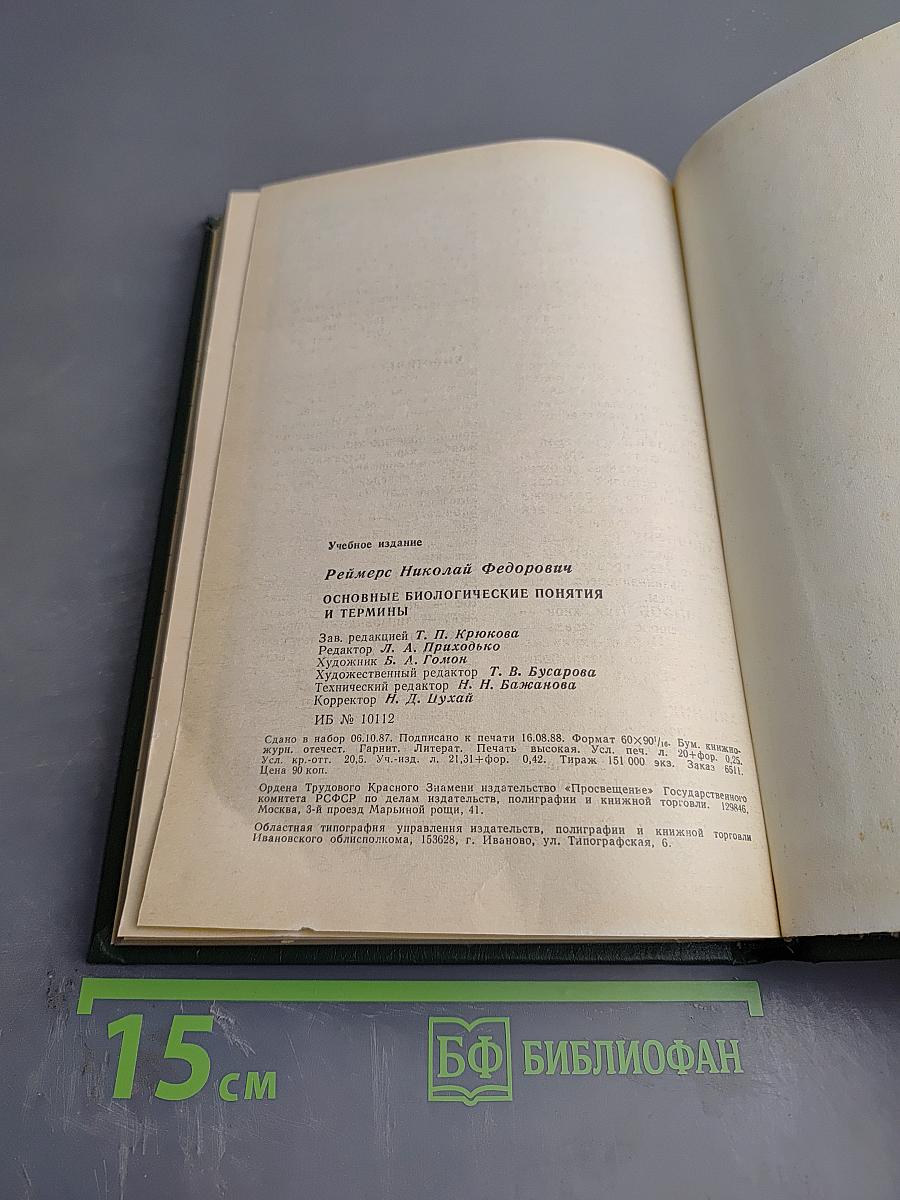 Учебное издание
Реймерс Николай Федорович
ОСНОВНЫЕ БИОЛОГИЧЕСКИЕ ПОНЯТИЯ
И ТЕРМИНЫ
Зав. редакцией Т. П. Крюкова
Редактор Л. А. Приходько
Художник Б. А. Гомон
Художественный редактор Т. В. Бусарова
Технический редактор Н. Н. Бажанова
Корректор Н. Д. Цухай
ИБ № 10112
Сдано в набор 06.10.87. Подписано к печати 16.08.88. Формат 60×90¹/₁₆. Бум. книжно-
журн. отечест. Гарнит. Литерат. Печать высокая. Усл. печ. л. 20+фор. 0,25.
Усл. кр.-отт. 20,5. Уч.-изд. л. 21,31+фор. 0,42. Тираж 151 000 экз. Заказ 6511.
Цена 90 коп.
Ордена Трудового Красного Знамени издательство «Просвещение» Государственного
комитета РСФСР по делам издательств, полиграфии и книжной торговли. 129846,
Москва, 3-й проезд Марьиной рощи, 41.
Областная типография управления издательств, полиграфии и книжной торговли
Ивановского облисполкома, 153628, г. Иваново, ул. Типографская, 6.
15 см
БФ БИБЛИОФАН